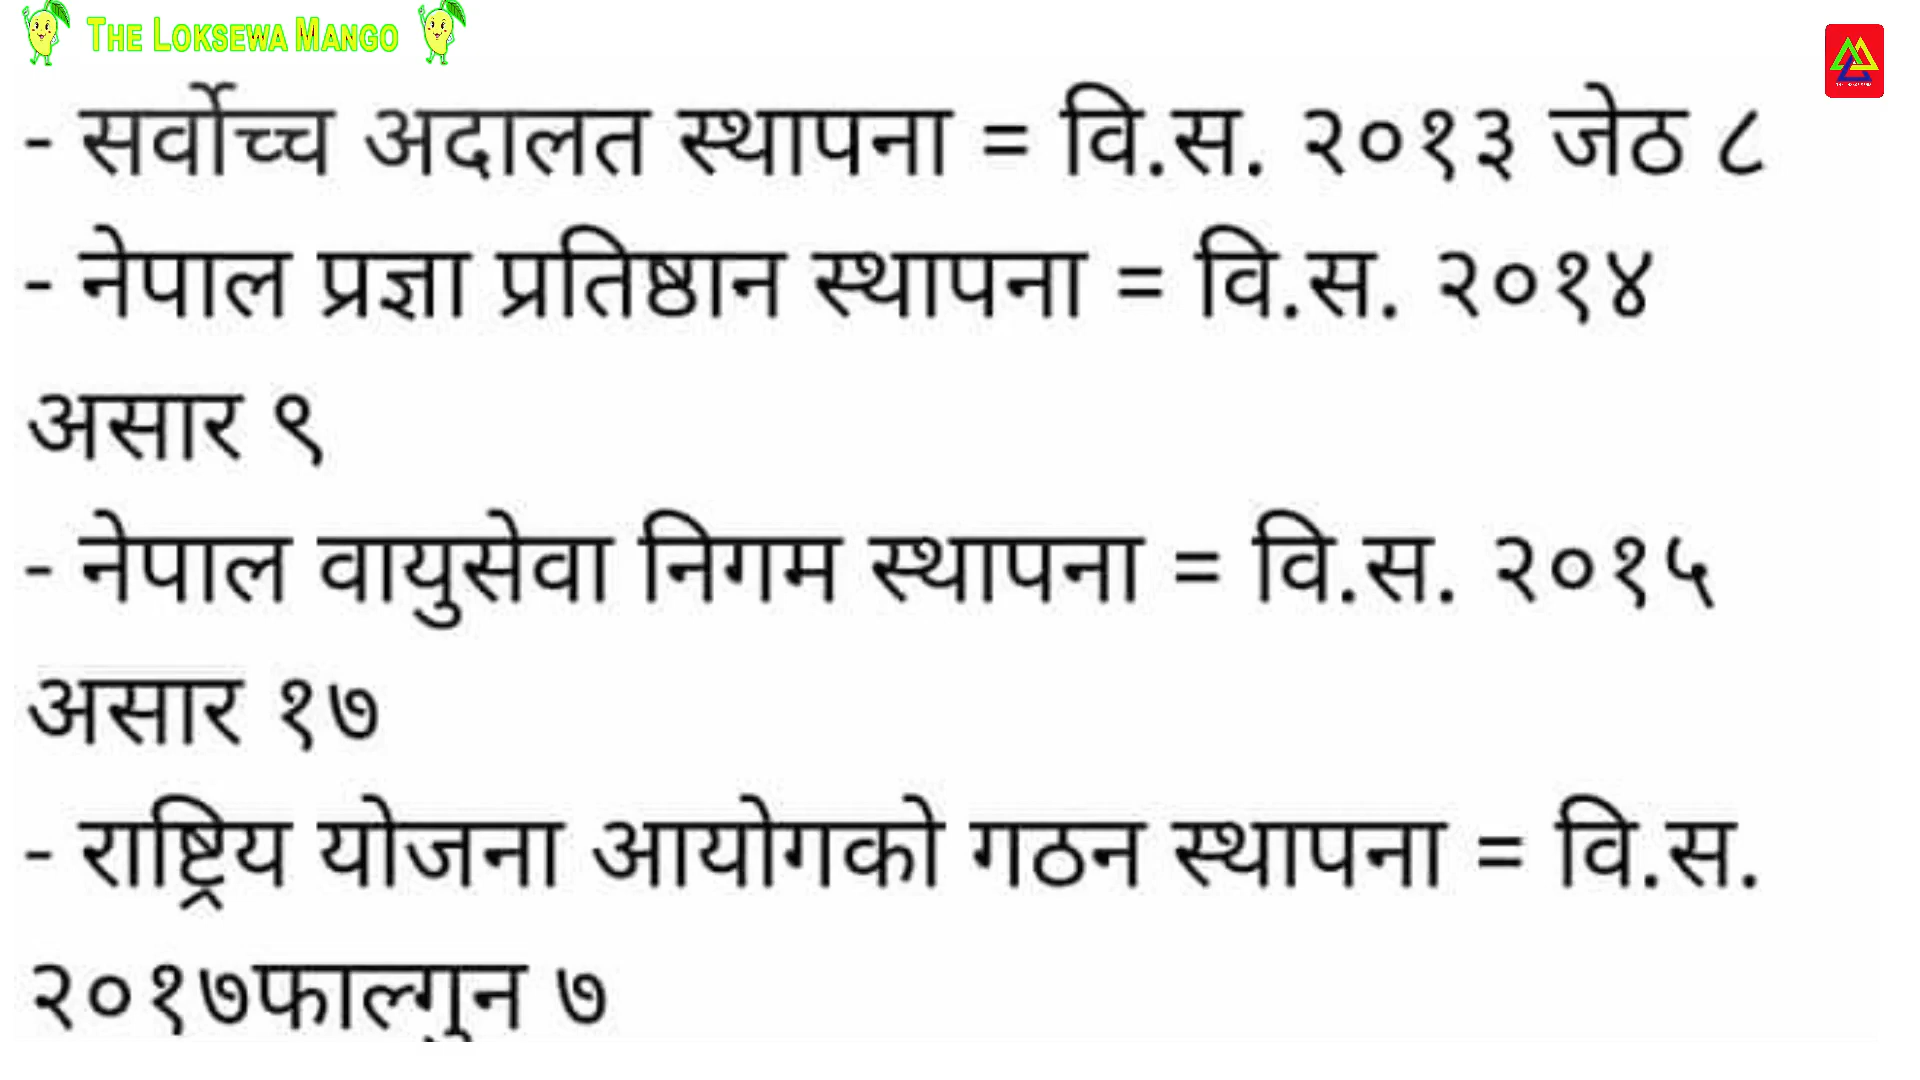 THE LOKSEWA MANGO
- सर्वोच्च अदालत स्थापना = वि.स. २०१३ जेठ ८
- नेपाल प्रज्ञा प्रतिष्ठान स्थापना = वि.स. २०१४
असार ९
- नेपाल वायुसेवा निगम स्थापना = वि.स. २०१५
असार १७
- राष्ट्रिय योजना आयोगको गठन स्थापना = वि.स.
२०१७फाल्गुन ७